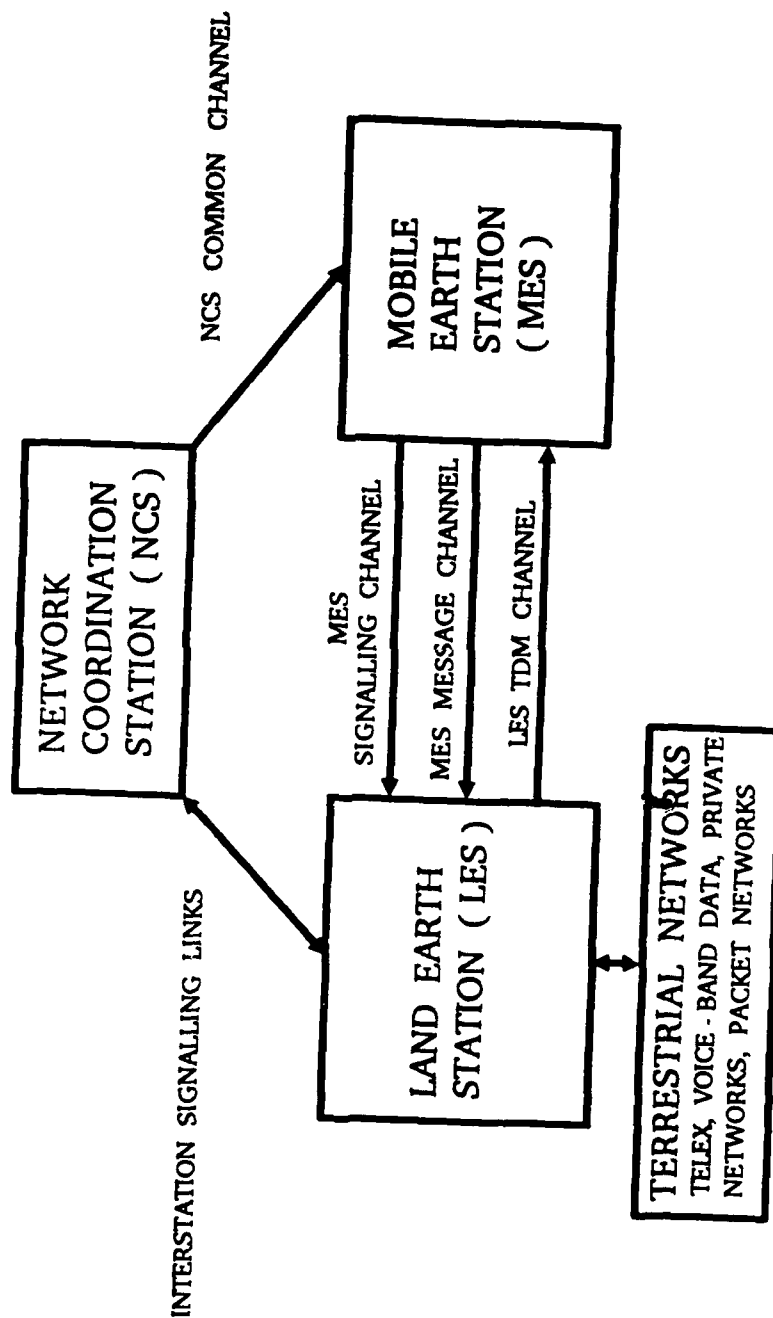 NETWORK
COORDINATION
STATION ( NCS )
INTERSTATION SIGNALLING LINKS
NCS COMMON CHANNEL
LAND EARTH
STATION ( LES )
MES
SIGNALLING CHANNEL
MES MESSAGE CHANNEL
LES TDM CHANNEL
MOBILE
EARTH
STATION
( MES )
TERRESTRIAL NETWORKS
TELEX, VOICE - BAND DATA, PRIVATE
NETWORKS, PACKET NETWORKS